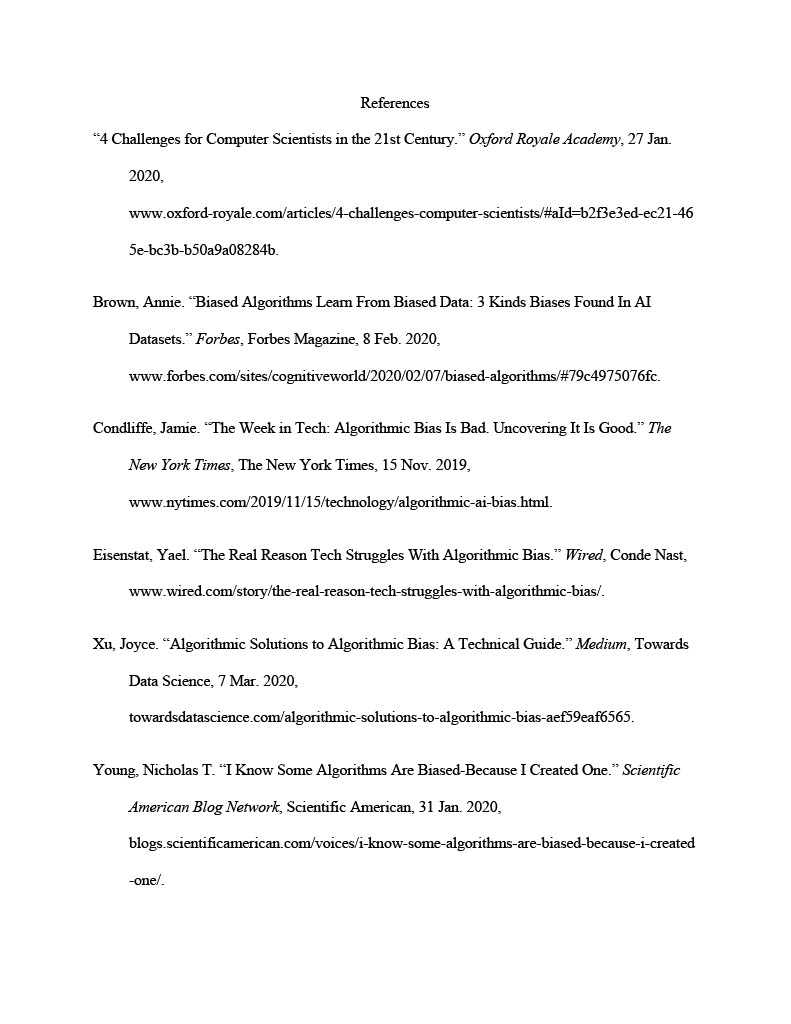 References
“4 Challenges for Computer Scientists in the 21st Century.” Oxford Royale Academy, 27 Jan.
2020,
www.oxford-royale.com/articles/4-challenges-computer-scientists/#aId=b2f3e3ed-ec21-46
5e-bc3b-b50a9a08284b.
Brown, Annie. “Biased Algorithms Learn From Biased Data: 3 Kinds Biases Found In AI
Datasets.” Forbes, Forbes Magazine, 8 Feb. 2020,
www.forbes.com/sites/cognitiveworld/2020/02/07/biased-algorithms/#79c4975076fc.
Condliffe, Jamie. “The Week in Tech: Algorithmic Bias Is Bad. Uncovering It Is Good.” The
New York Times, The New York Times, 15 Nov. 2019,
www.nytimes.com/2019/11/15/technology/algorithmic-ai-bias.html.
Eisenstat, Yael. “The Real Reason Tech Struggles With Algorithmic Bias.” Wired, Conde Nast,
www.wired.com/story/the-real-reason-tech-struggles-with-algorithmic-bias/.
Xu, Joyce. “Algorithmic Solutions to Algorithmic Bias: A Technical Guide.” Medium, Towards
Data Science, 7 Mar. 2020,
towardsdatascience.com/algorithmic-solutions-to-algorithmic-bias-aef59eaf6565.
Young, Nicholas T. “I Know Some Algorithms Are Biased-Because I Created One.” Scientific
American Blog Network, Scientific American, 31 Jan. 2020,
blogs.scientificamerican.com/voices/i-know-some-algorithms-are-biased-because-i-created
-one/.